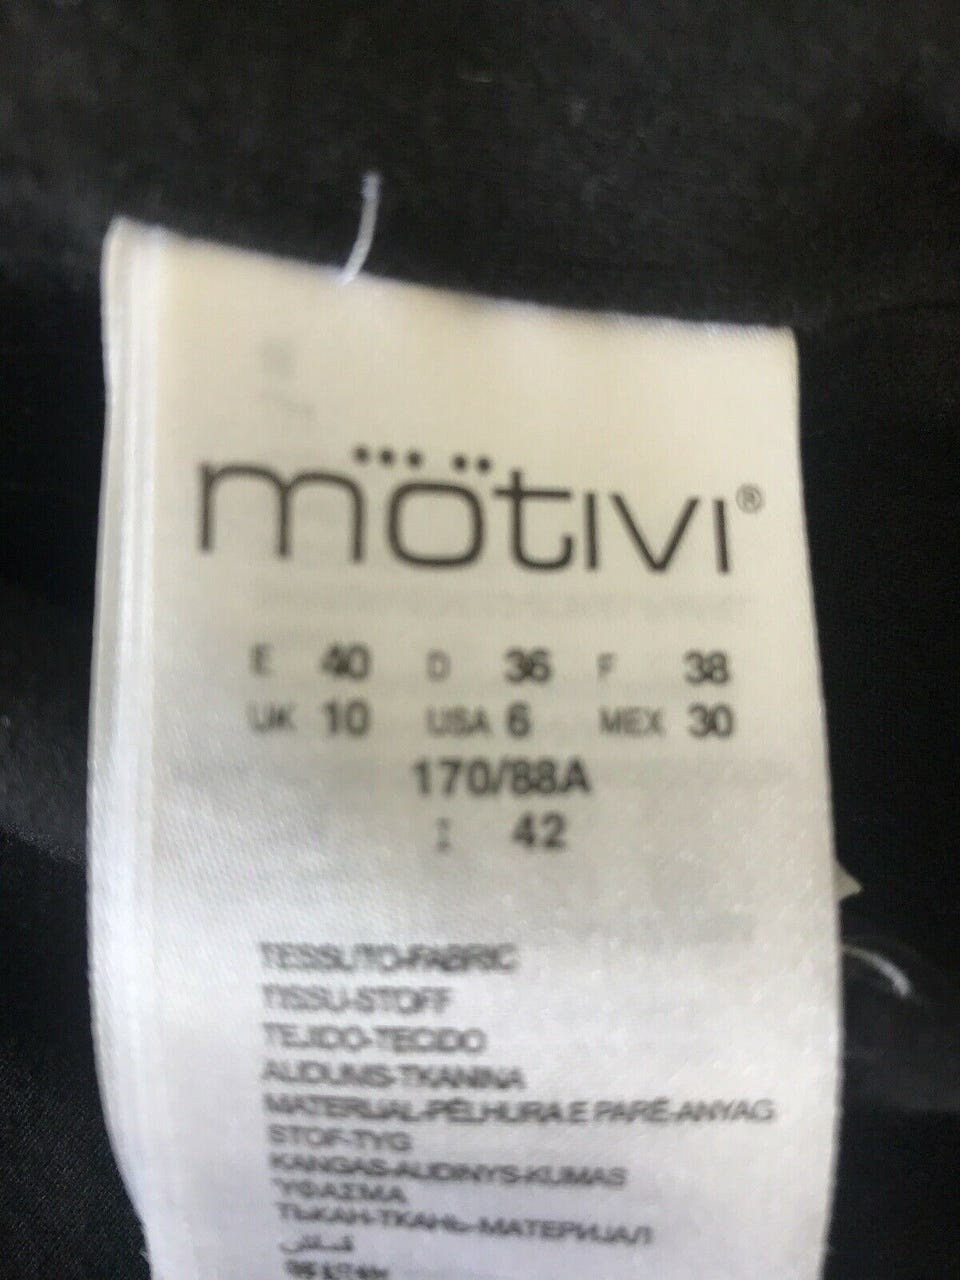 mötivi®
E 40 D 36 F 38
UK 10 USA 6 MEX 30
170/88A
I 42
TESSUTO-FABRIC
TISSU-STOFF
TEJIDO-TECIDO
AUDUMS-TKANINA
MATERIJAL-PËLHURA E PARË-ANYAG
STOF-TYG
KANGAS-AUDINYS-KUMAS
ΥΦΑΣΜΑ
ТЪКАН-ТКАНЬ-МАТЕРИЈАЛ
قماش